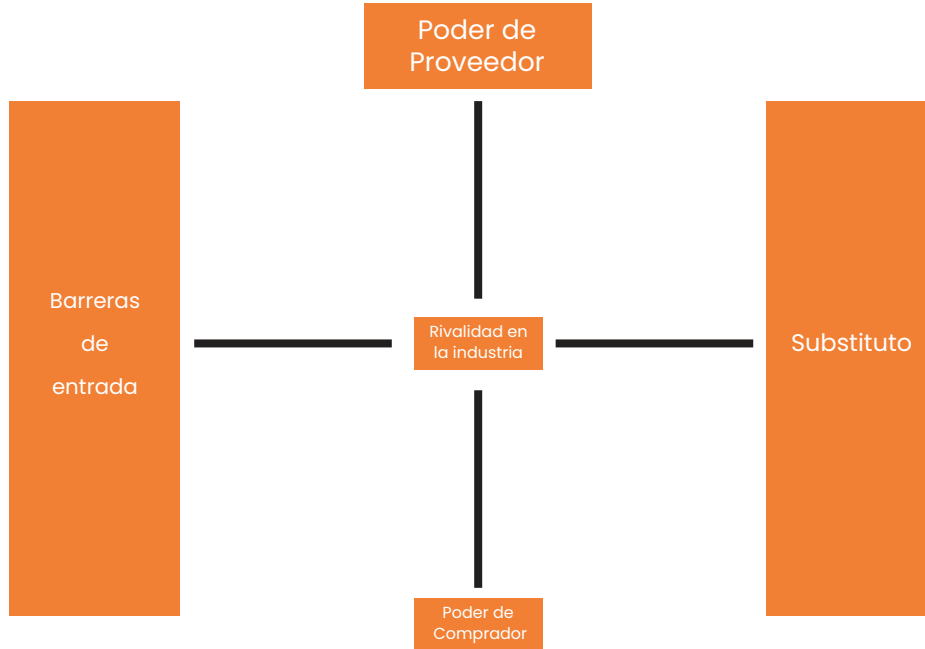 Poder de
Proveedor
Barreras
de
entrada
Rivalidad en
la industria
Substituto
Poder de
Comprador